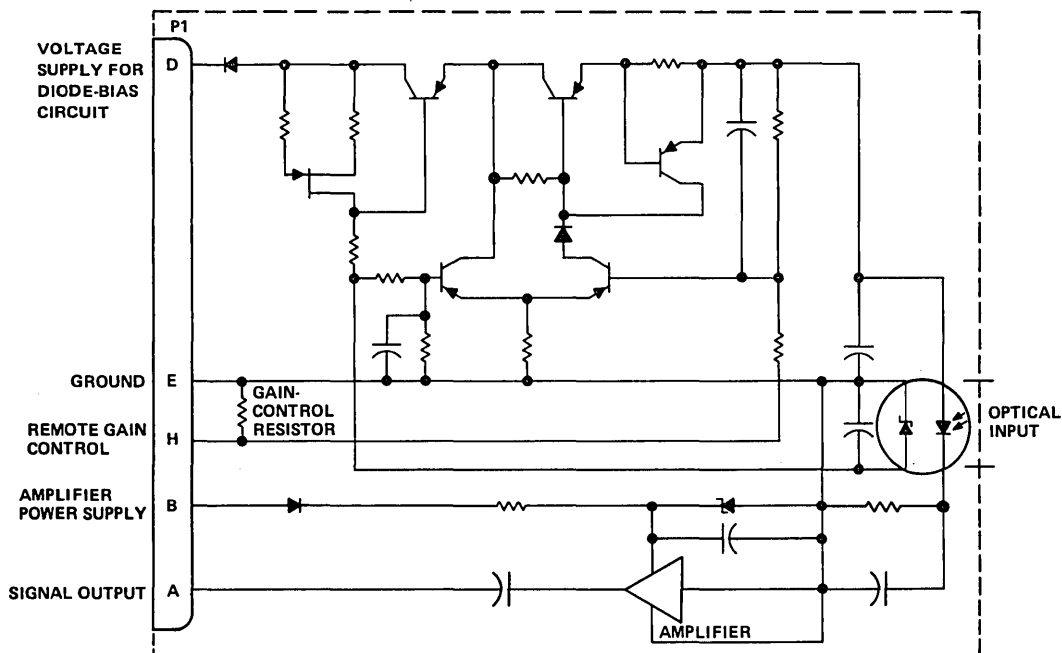 P1
VOLTAGE
SUPPLY FOR
DIODE-BIAS
CIRCUIT
D
GROUND
E
GAIN-
CONTROL
RESISTOR
REMOTE GAIN
CONTROL
H
OPTICAL
INPUT
AMPLIFIER
POWER SUPPLY
B
SIGNAL OUTPUT
A
AMPLIFIER